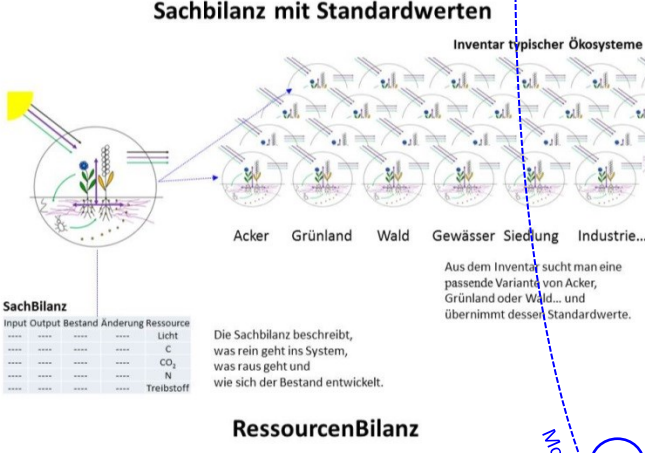 Sachbilanz mit Standardwerten
Inventar typischer Ökosysteme
Acker Grünland Wald Gewässer Siedlung Industrie...
Aus dem Inventar sucht man eine
passende Variante von Acker,
Grünland oder Wald... und
übernimmt dessen Standardwerte.
SachBilanz
Input Output Bestand Änderung Ressource
---- ---- ---- ---- Licht
---- ---- ---- ---- C
---- ---- ---- ---- CO₂
---- ---- ---- ---- N
---- ---- ---- ---- Treibstoff
Die Sachbilanz beschreibt,
was rein geht ins System,
was raus geht und
wie sich der Bestand entwickelt.
RessourcenBilanz